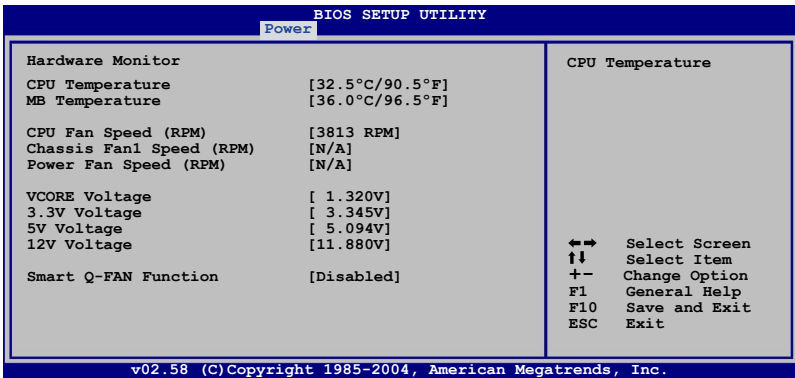 BIOS SETUP UTILITY
Power
Hardware Monitor
CPU Temperature [32.5°C/90.5°F]
MB Temperature [36.0°C/96.5°F]
CPU Fan Speed (RPM) [3813 RPM]
Chassis Fan1 Speed (RPM) [N/A]
Power Fan Speed (RPM) [N/A]
VCORE Voltage [ 1.320V]
3.3V Voltage [ 3.345V]
5V Voltage [ 5.094V]
12V Voltage [11.880V]
Smart Q-FAN Function [Disabled]
CPU Temperature
←→ Select Screen
↑↓ Select Item
+- Change Option
F1 General Help
F10 Save and Exit
ESC Exit
v02.58 (C)Copyright 1985-2004, American Megatrends, Inc.